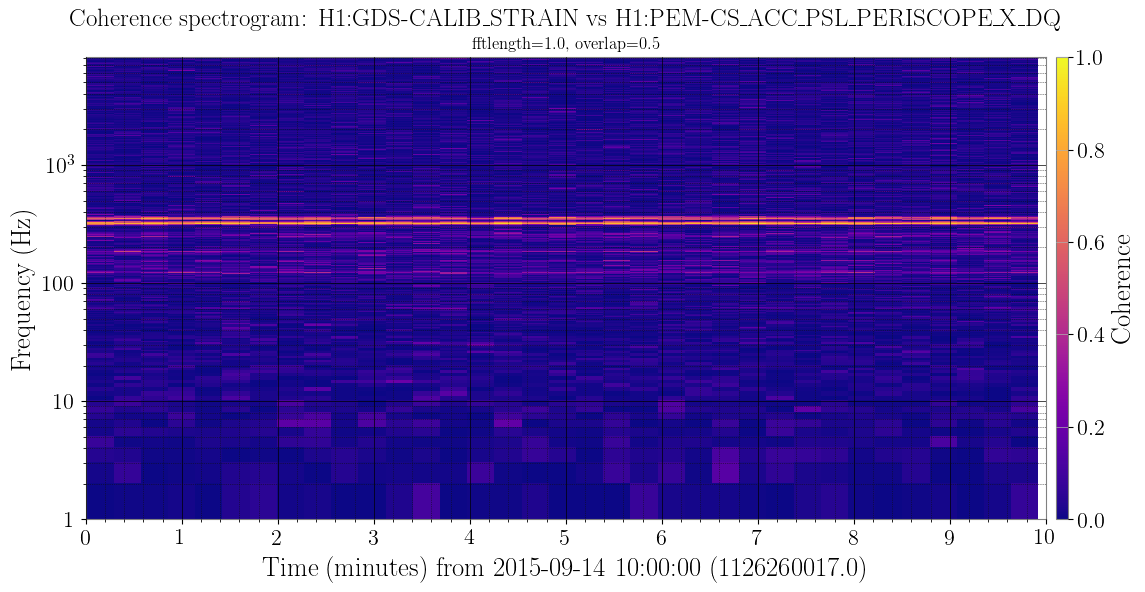 Coherence spectrogram: H1:GDS-CALIB_STRAIN vs H1:PEM-CS_ACC_PSL_PERISCOPE_X_DQ
fftlength=1.0, overlap=0.5
Frequency (Hz)
10³
100
10
1
0 1 2 3 4 5 6 7 8 9 10
Time (minutes) from 2015-09-14 10:00:00 (1126260017.0)
1.0
0.8
0.6
0.4
0.2
0.0
Coherence